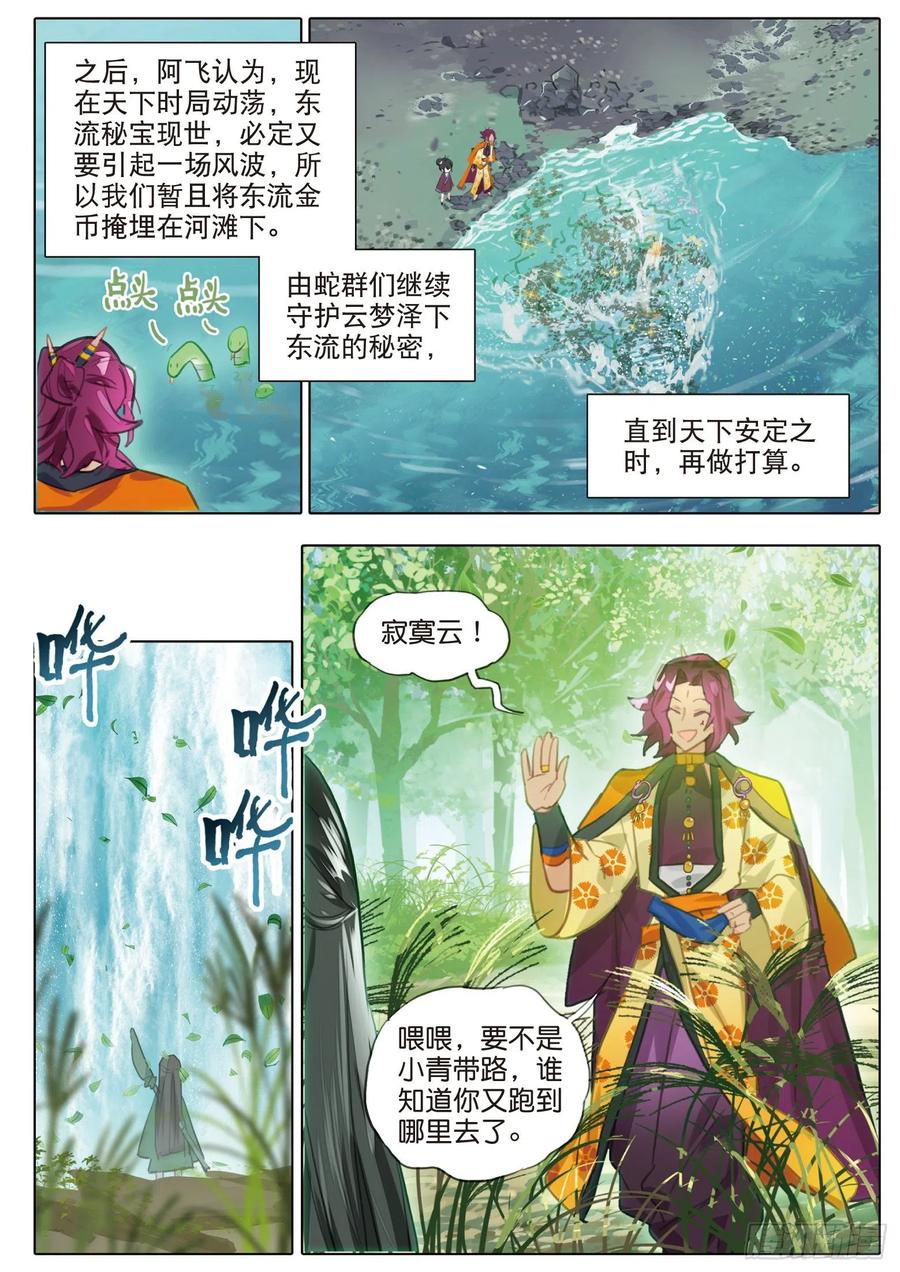 之后，阿飞认为，现
在天下时局动荡，东
流秘宝现世，必定又
要引起一场风波，所
以我们暂且将东流金
币掩埋在河滩下。
点头 点头
由蛇群们继续
守护云梦泽下
东流的秘密，
直到天下安定之
时，再做打算。
哗
哗
哗
寂寞云！
喂喂，要不是
小青带路，谁
知道你又跑到
哪里去了。